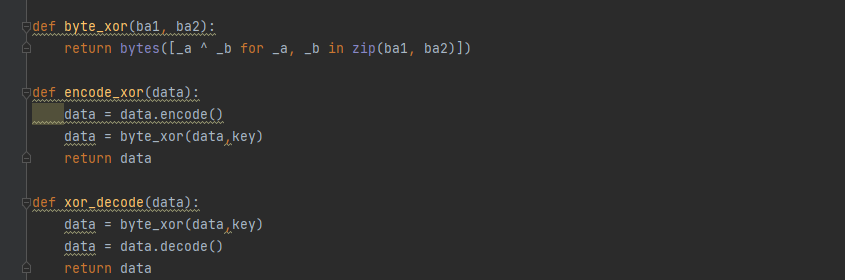 def byte_xor(ba1, ba2):
    return bytes([_a ^ _b for _a, _b in zip(ba1, ba2)])
def encode_xor(data):
    data = data.encode()
    data = byte_xor(data,key)
    return data
def xor_decode(data):
    data = byte_xor(data,key)
    data = data.decode()
    return data